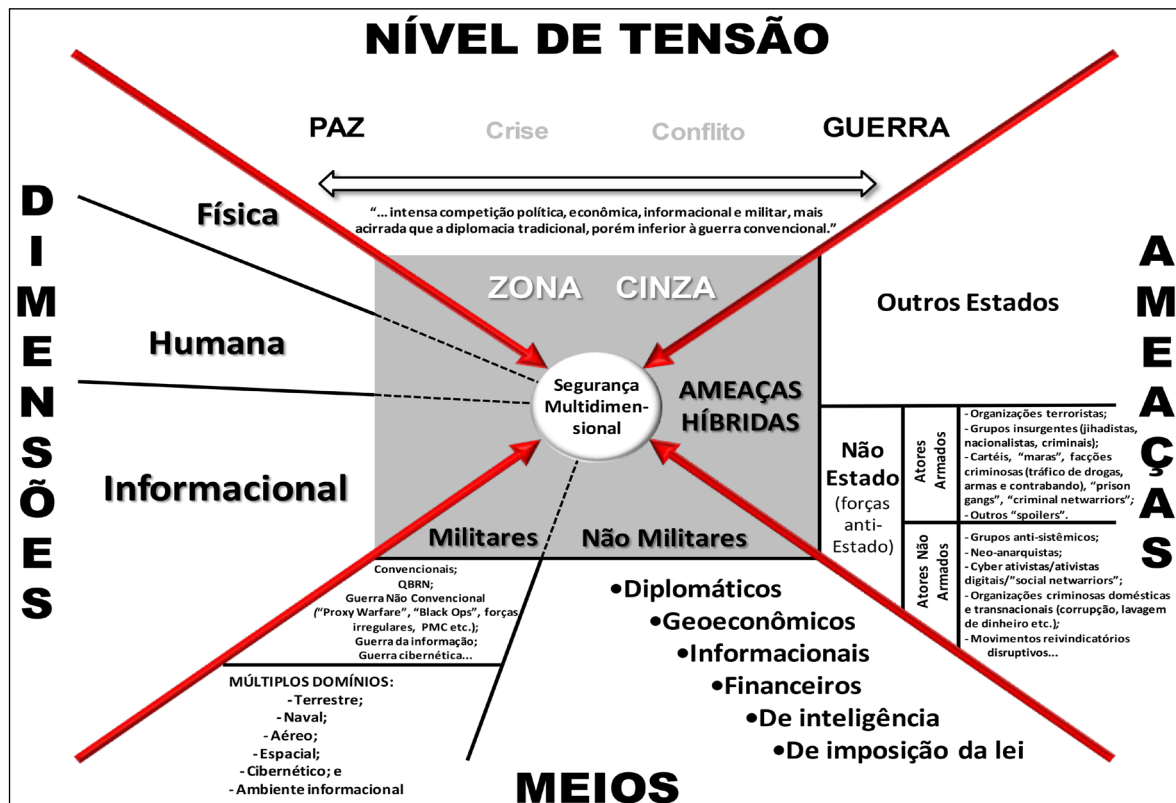 NÍVEL DE TENSÃO
PAZ Crise Conflito GUERRA
“... intensa competição política, econômica, informacional e militar, mais
acirrada que a diplomacia tradicional, porém inferior à guerra convencional.”
DIMENSÕES
Física
Humana
Informacional
ZONA CINZA
Segurança
Multidimen-
sional
AMEAÇAS
HÍBRIDAS
Militares
Não Militares
AMEAÇAS
Outros Estados
Não
Estado
(forças
anti-
Estado)
Atores
Armados
- Organizações terroristas;
- Grupos insurgentes (jihadistas,
nacionalistas, criminais);
- Cartéis, “maras”, facções
criminosas (tráfico de drogas,
armas e contrabando), “prison
gangs”, “criminal netwarriors”;
- Outros “spoilers”.
Atores Não
Armados
- Grupos anti-sistêmicos;
- Neo-anarquistas;
- Cyber ativistas/ativistas
digitais/“social netwarriors”;
- Organizações criminosas domésticas
e transnacionais (corrupção, lavagem
de dinheiro etc.);
- Movimentos reivindicatórios
disruptivos...
Convencionais;
QBRN;
Guerra Não Convencional
(“Proxy Warfare”, “Black Ops”, forças
irregulares, PMC etc.);
Guerra da informação;
Guerra cibernética...
MÚLTIPLOS DOMÍNIOS:
- Terrestre;
- Naval;
- Aéreo;
- Espacial;
- Cibernético; e
- Ambiente informacional
•Diplomáticos
•Geoeconômicos
•Informacionais
•Financeiros
•De inteligência
•De imposição da lei
MEIOS